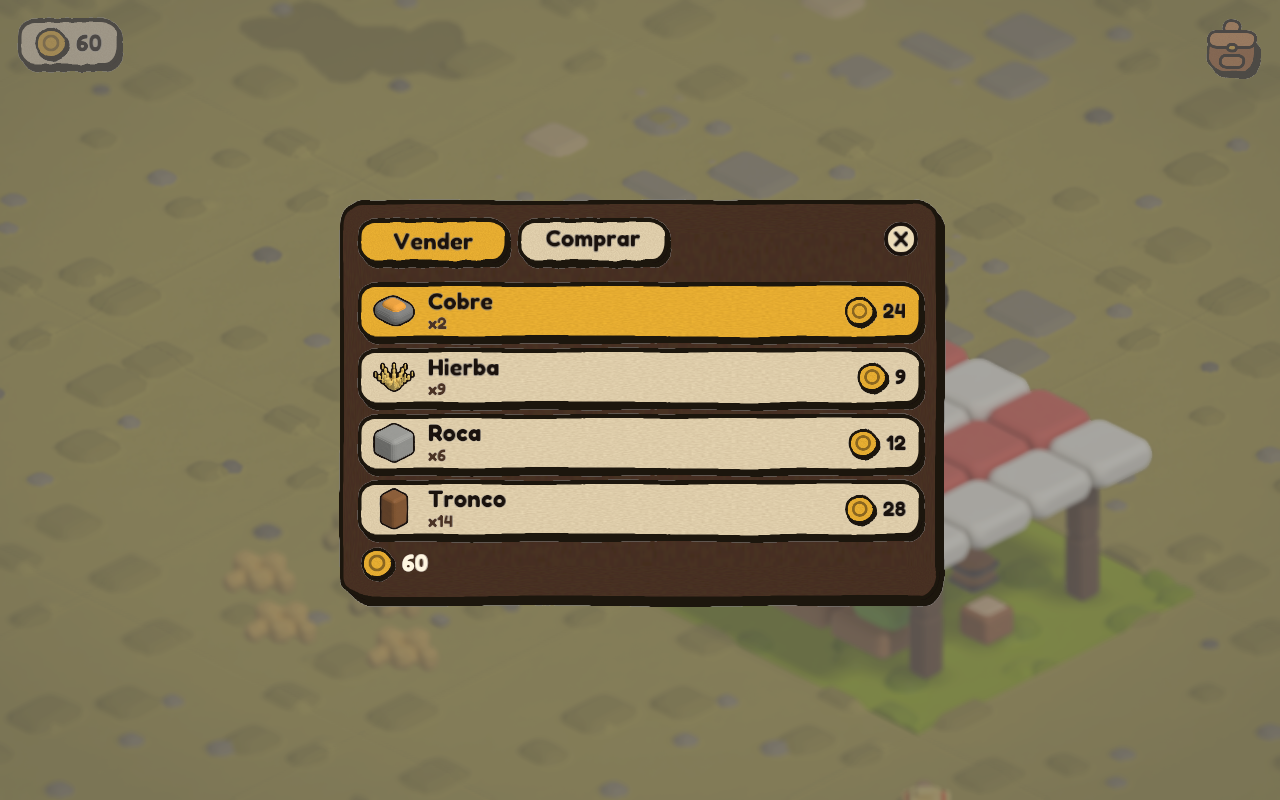 60
Vender
Comprar
Cobre
x2
24
Hierba
x9
9
Roca
x6
12
Tronco
x14
28
60